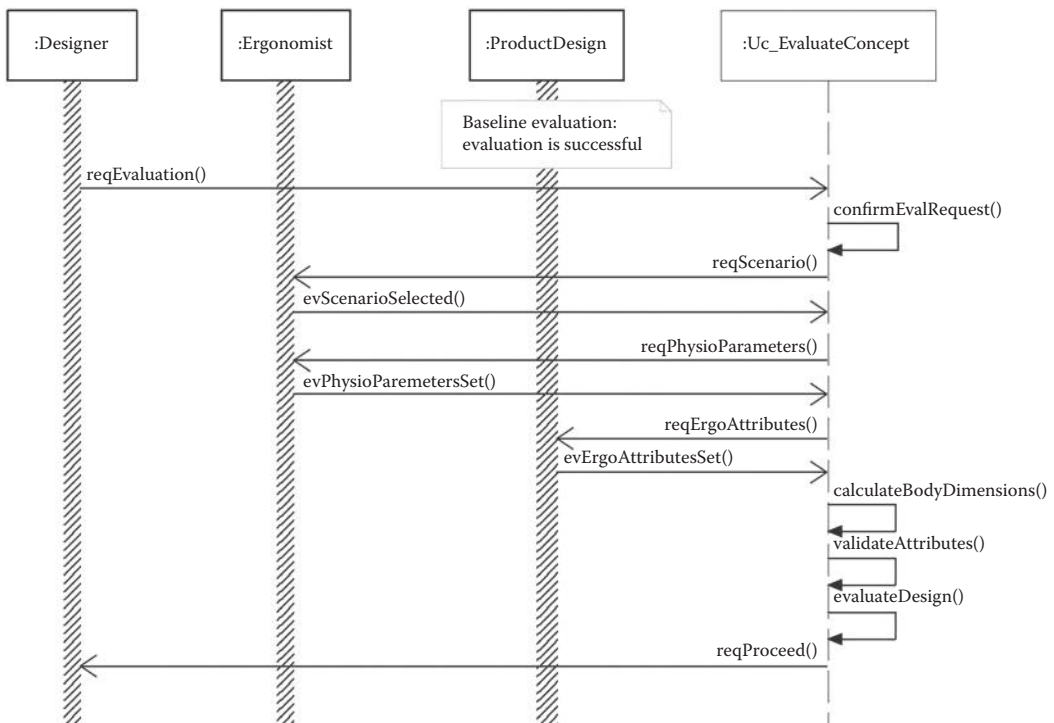 :Designer
:Ergonomist
:ProductDesign
:Uc_EvaluateConcept
Baseline evaluation:
evaluation is successful
reqEvaluation()
confirmEvalRequest()
reqScenario()
evScenarioSelected()
reqPhysioParameters()
evPhysioParemetersSet()
reqErgoAttributes()
evErgoAttributesSet()
calculateBodyDimensions()
validateAttributes()
evaluateDesign()
reqProceed()